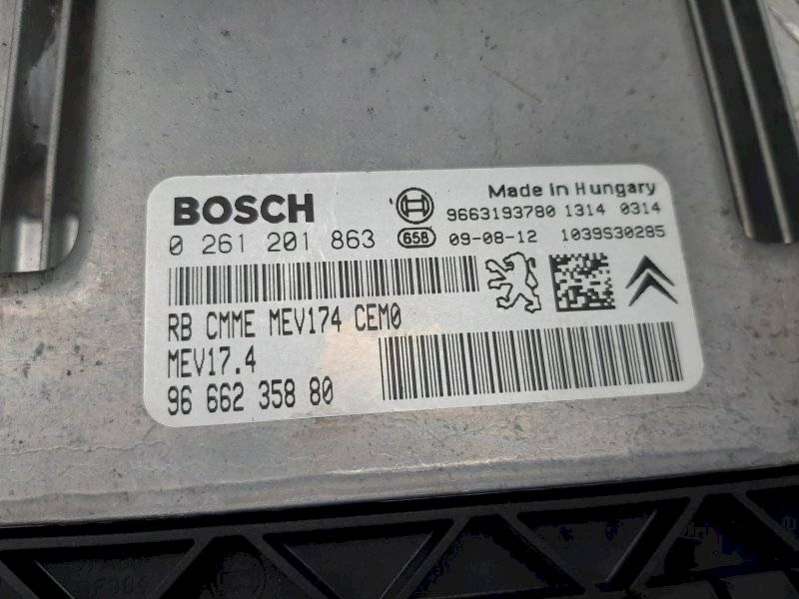 BOSCH
Made in Hungary
9663193780 1314 0314
0 261 201 863
658 09-08-12 1039S30285
RB CMME MEV174 CEM0
MEV17.4
96 662 358 80